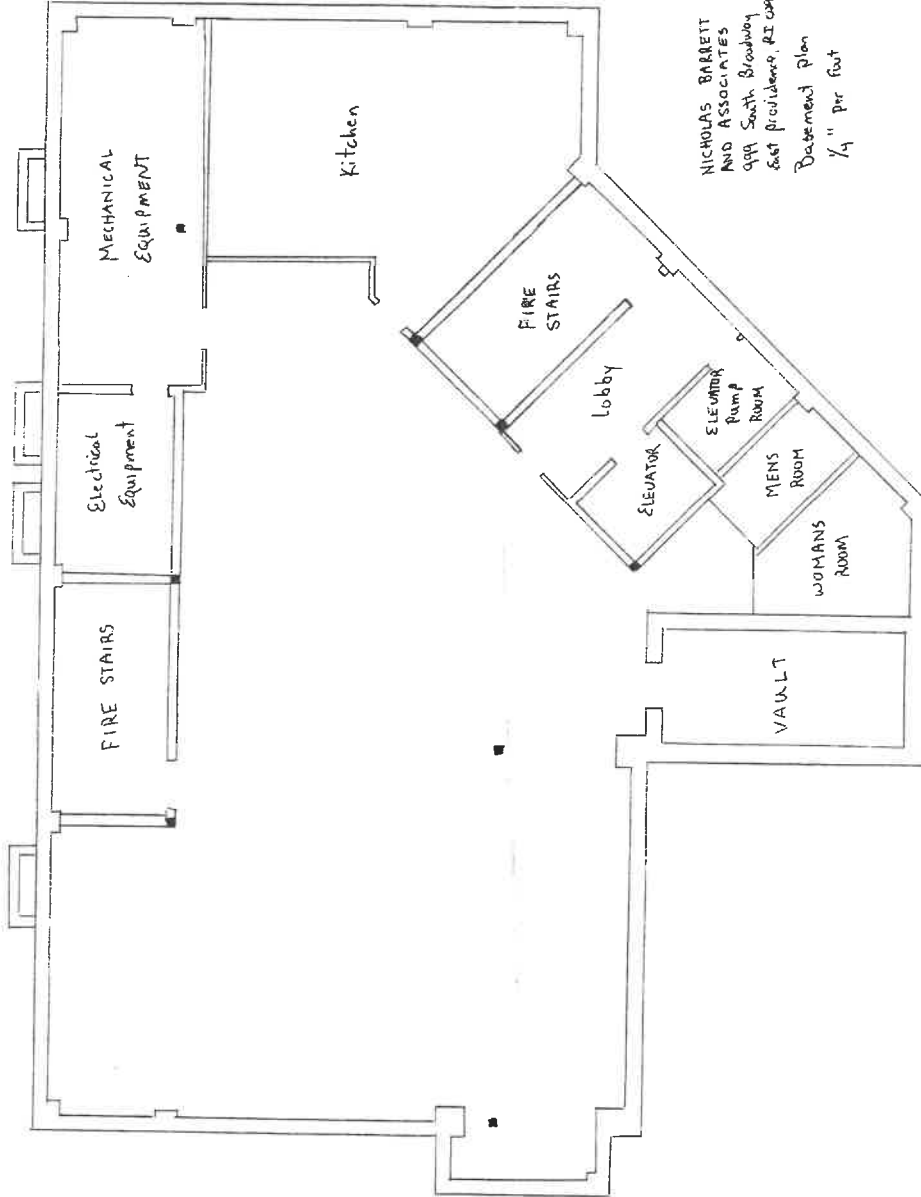 MECHANICAL
EQUIPMENT
Kitchen
Electrical
Equipment
FIRE STAIRS
FIRE
STAIRS
Lobby
ELEVATOR
ELEVATOR
Pump
ROOM
MENS
ROOM
WOMANS
ROOM
VAULT
NICHOLAS BARRETT
AND ASSOCIATES
999 South Broadway
East providence, RI
Basement plan
1/4" per foot